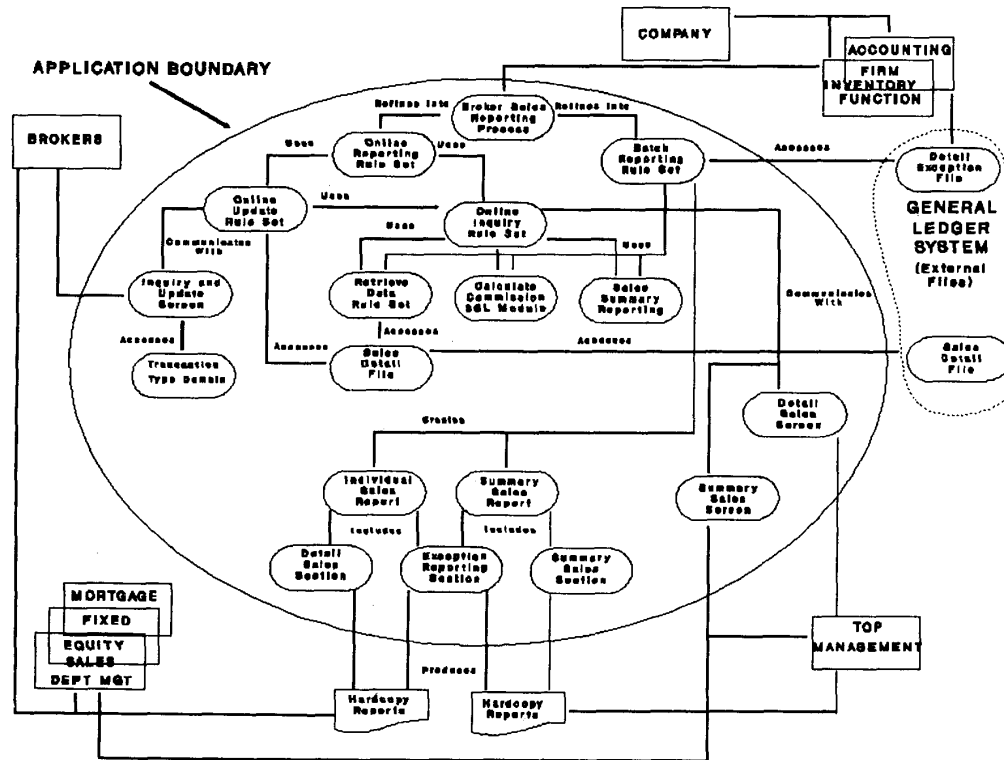 COMPANY
ACCOUNTING
FIRM
INVENTORY
FUNCTION
APPLICATION BOUNDARY
BROKERS
Refines Into
Broker Sales
Reporting
Process
Refines Into
Uses
Online
Reporting
Rule Set
Uses
Batch
Reporting
Rule Set
Accesses
Detail
Exception
File
GENERAL
LEDGER
SYSTEM
(External
Files)
Online
Update
Rule Set
Uses
Online
Inquiry
Rule Set
Uses
Uses
Communicates
With
Inquiry and
Update
Screen
Retrieve
Data
Rule Set
Calculate
Commission
SGL Module
Sales
Summary
Reporting
Communicates
With
Accesses
Accesses
Accesses
Accesses
Transaction
Type Domain
Sales
Detail
File
Sales
Detail
File
Detail
Sales
Screen
Creates
Individual
Sales
Report
Summary
Sales
Report
Summary
Sales
Screen
Includes
Includes
Detail
Sales
Section
Exception
Reporting
Section
Summary
Sales
Section
MORTGAGE
FIXED
EQUITY
SALES
DEPT MGT
TOP
MANAGEMENT
Produces
Hardcopy
Reports
Hardcopy
Reports